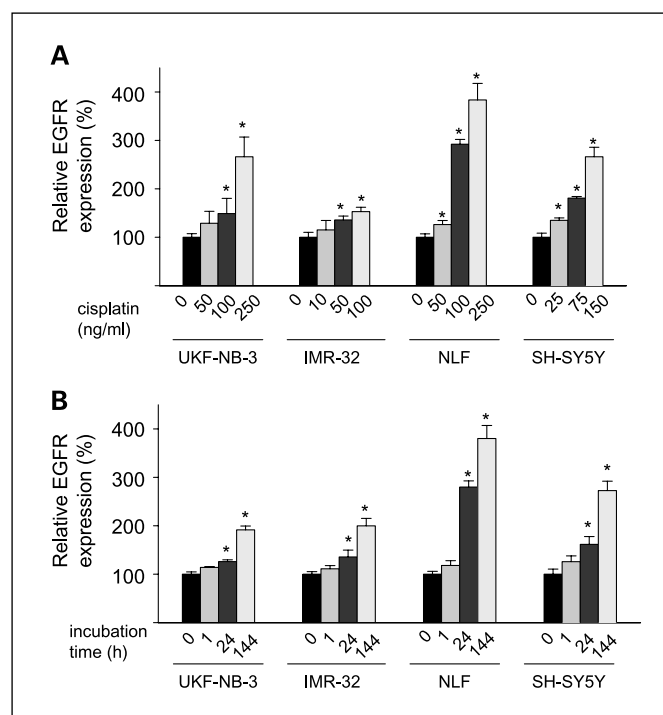 A
Relative EGFR
expression (%)
400
300
200
100
* * * * * * * * * *
cisplatin
(ng/ml)
0 50 100 250 0 10 50 100 0 50 100 250 0 25 75 150
UKF-NB-3 IMR-32 NLF SH-SY5Y
B
Relative EGFR
expression (%)
400
300
200
100
* * * * * * * *
incubation
time (h)
0 1 24 144 0 1 24 144 0 1 24 144 0 1 24 144
UKF-NB-3 IMR-32 NLF SH-SY5Y